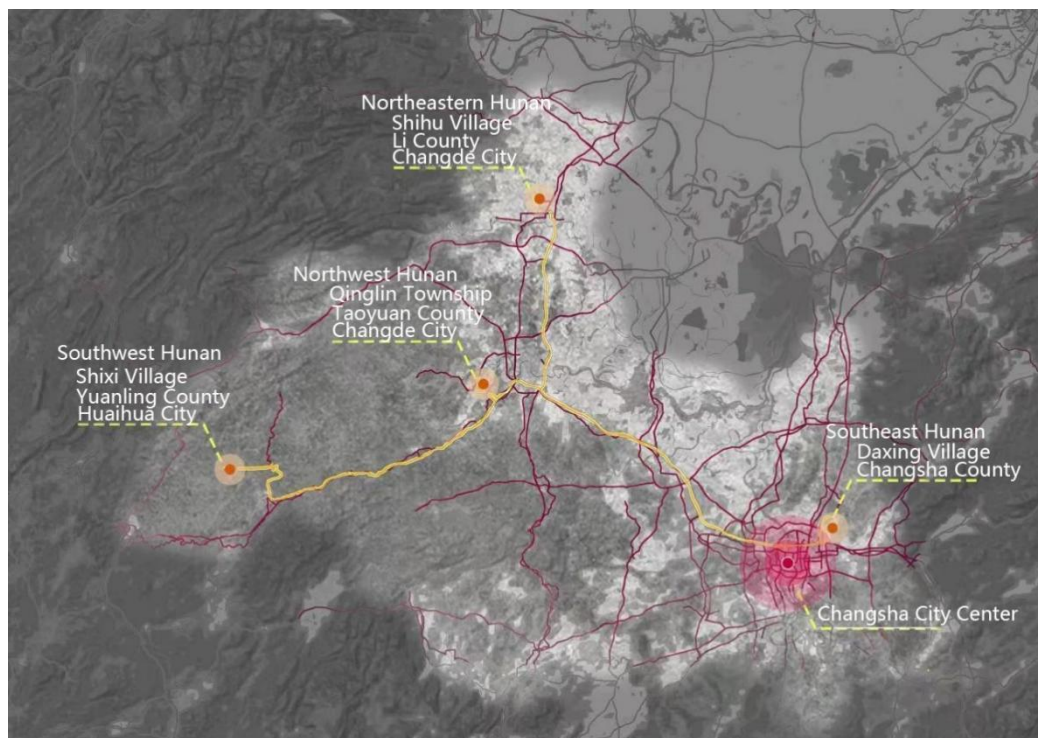 Northeastern Hunan
Shihu Village
Li County
Changde City
Northwest Hunan
Qinglin Township
Taoyuan County
Changde City
Southwest Hunan
Shixi Village
Yuanling County
Huaihua City
Southeast Hunan
Daxing Village
Changsha County
Changsha City Center